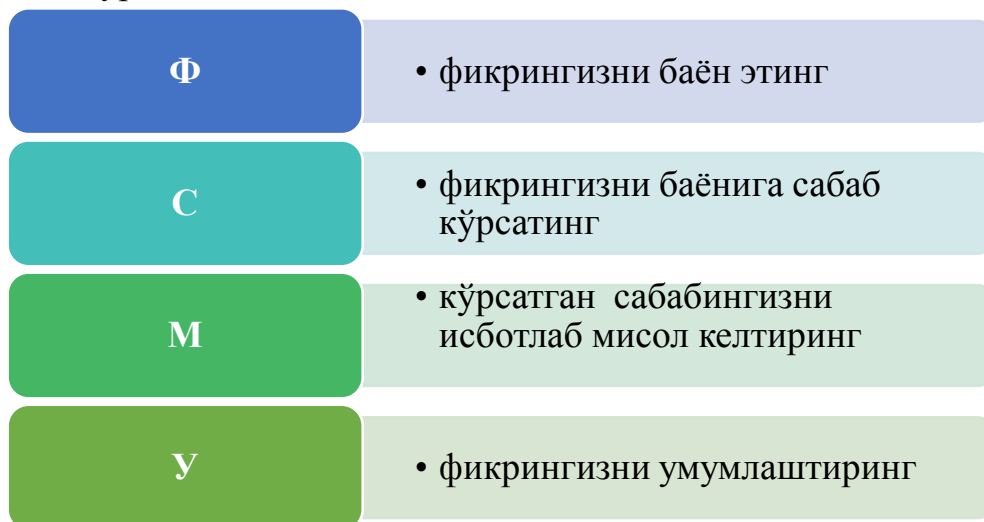 Ф
• фикрингизни баён этинг
С
• фикрингизни баёнига сабаб
кўрсатинг
М
• кўрсатган сабабингизни
исботлаб мисол келтиринг
У
• фикрингизни умумлаштиринг